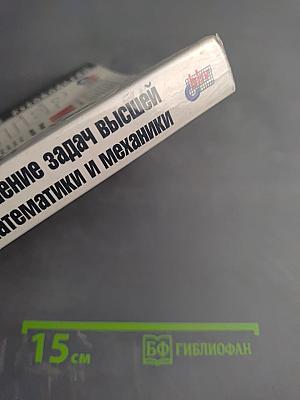 ение задач высшей
атематики и механики
15 см
БФ БИБЛИОФАН